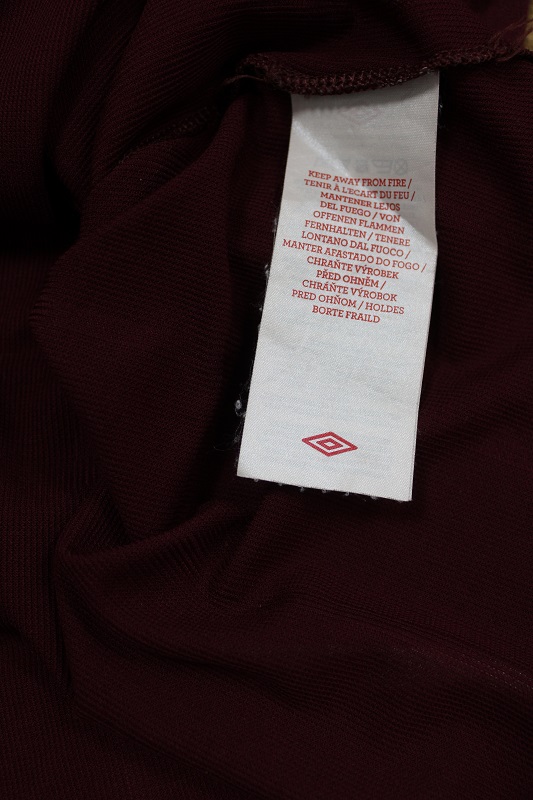 KEEP AWAY FROM FIRE /
TENIR À L'ÉCART DU FEU /
MANTENER LEJOS
DEL FUEGO / VON
OFFENEN FLAMMEN
FERNHALTEN / TENERE
LONTANO DAL FUOCO /
MANTER AFASTADO DO FOGO /
CHRAŇTE VÝROBEK
PŘED OHNĚM /
CHRÁŇTE VÝROBOK
PRED OHŇOM / HOLDES
BORTE FRAILD